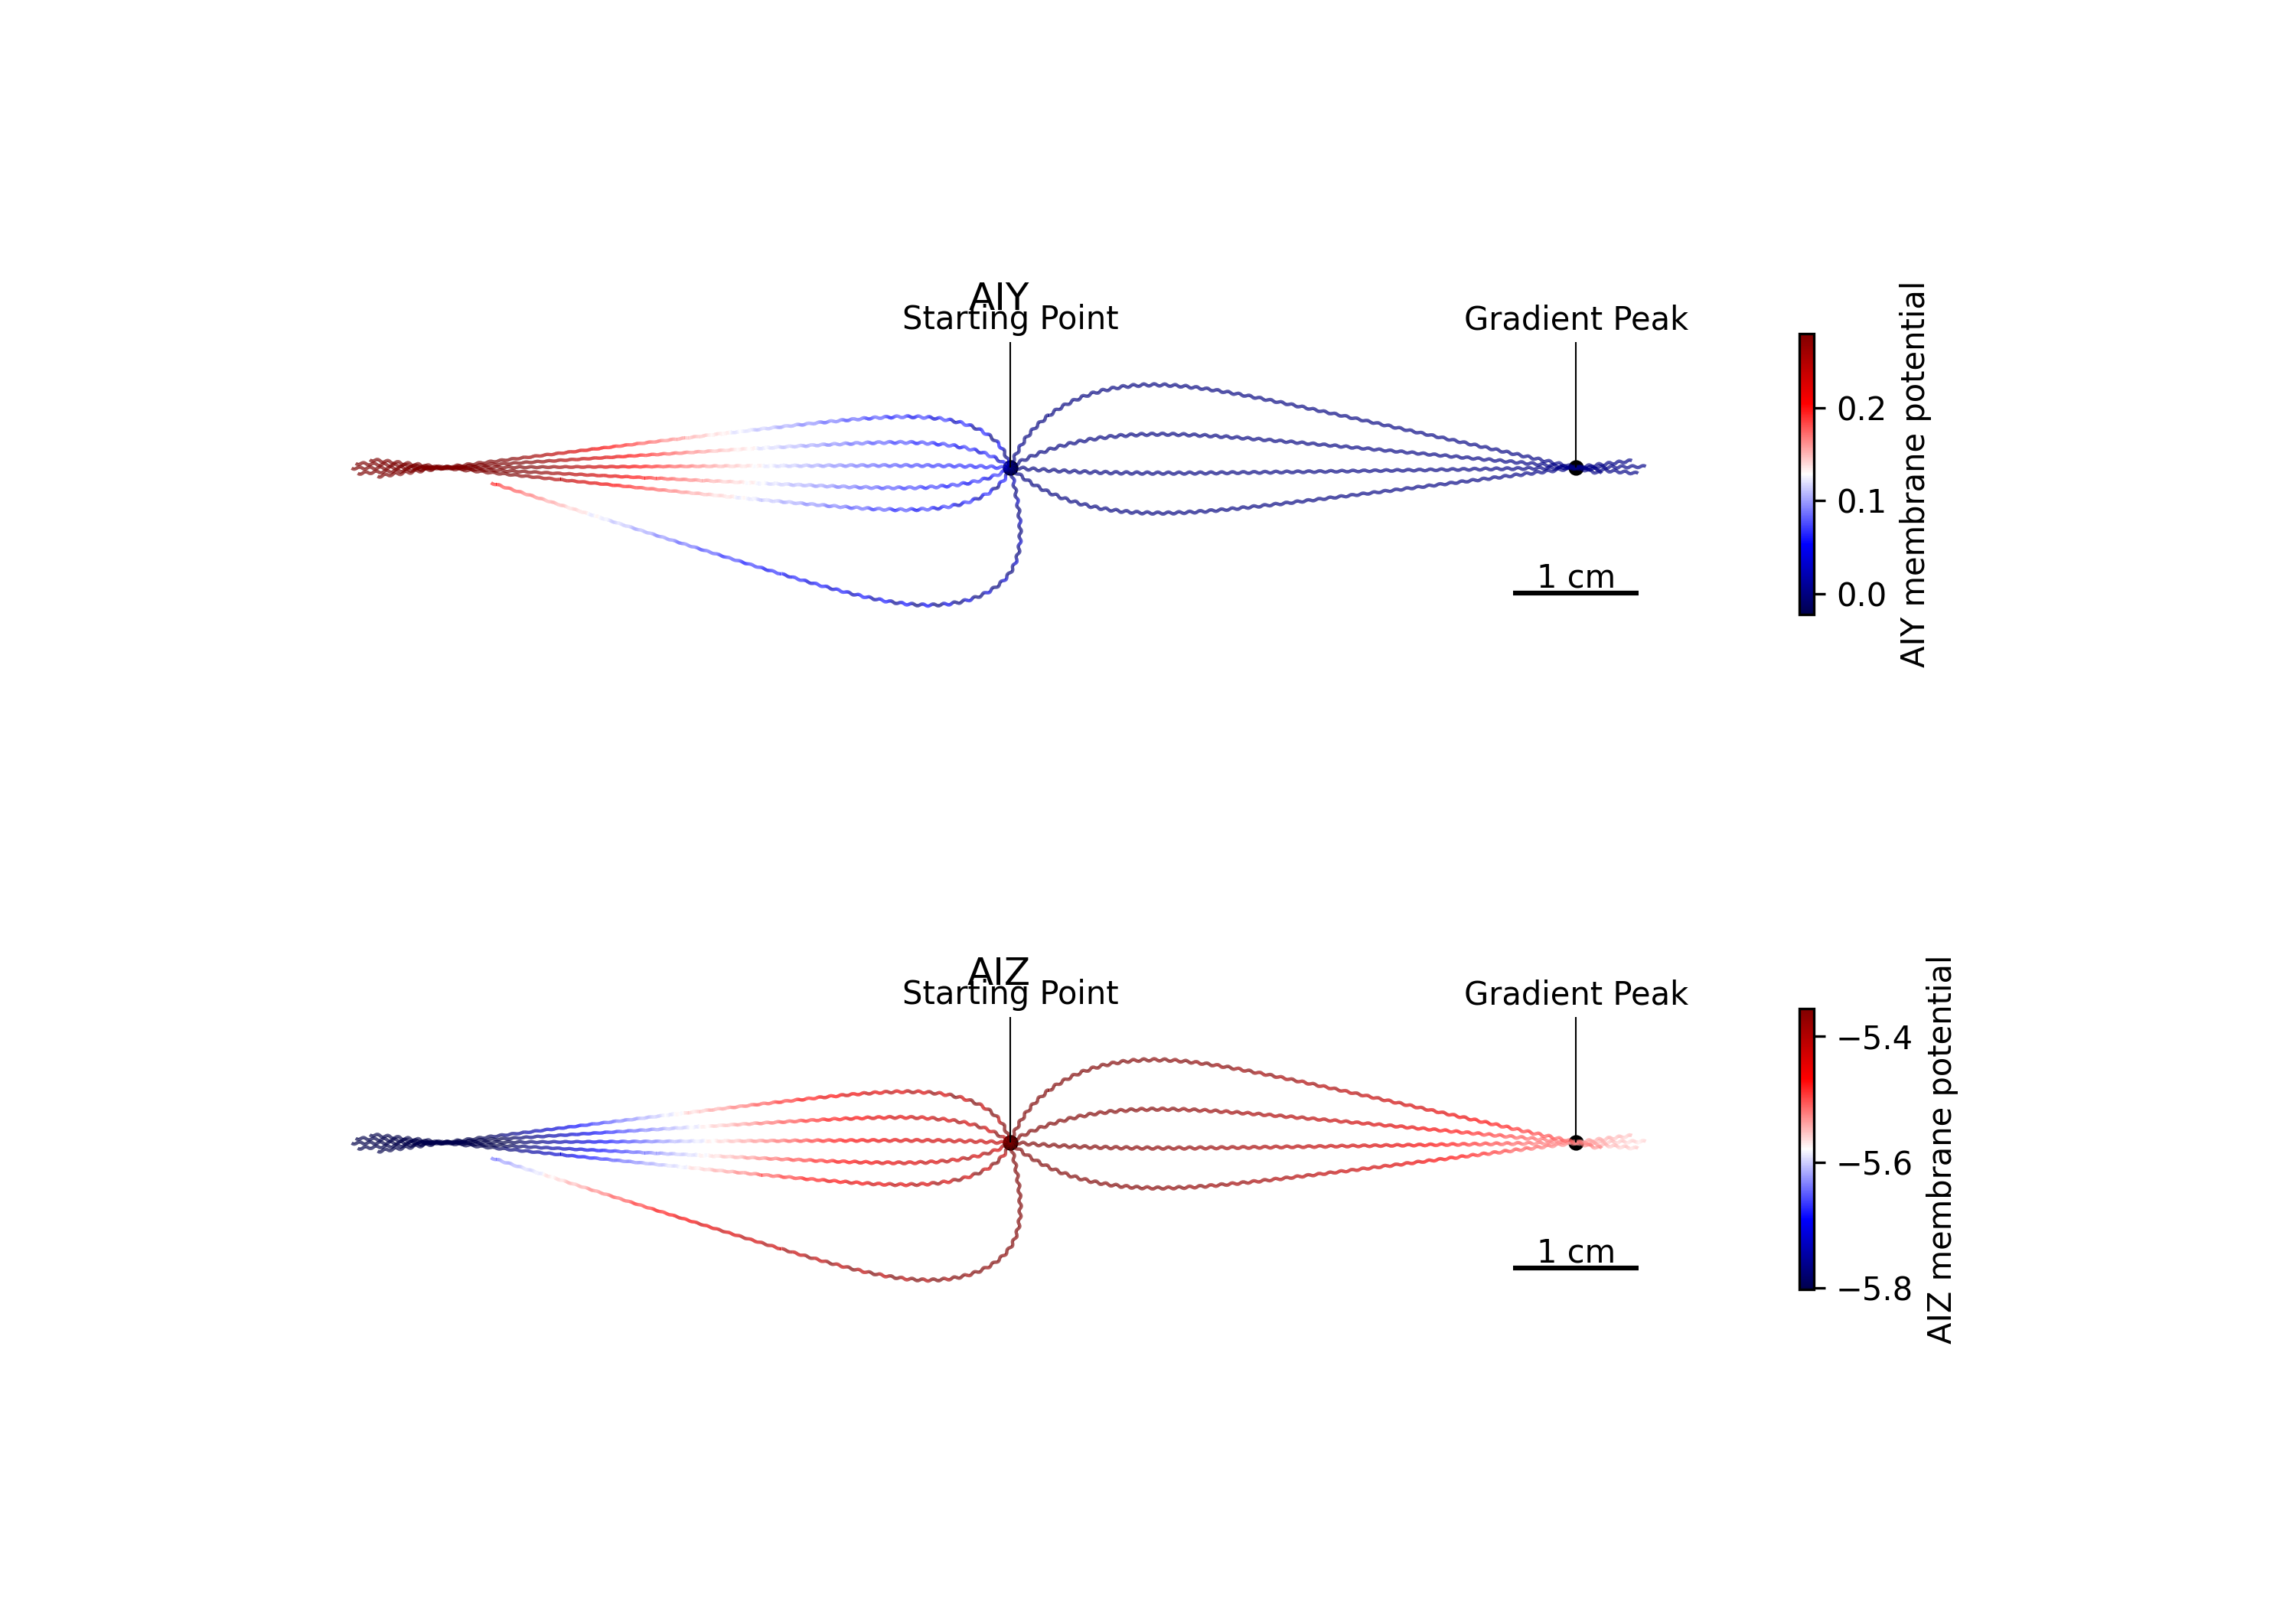 AIY
Starting Point
Gradient Peak
1 cm
0.2
0.1
0.0
AIY membrane potential
AIZ
Starting Point
Gradient Peak
1 cm
−5.4
−5.6
−5.8
AIZ membrane potential